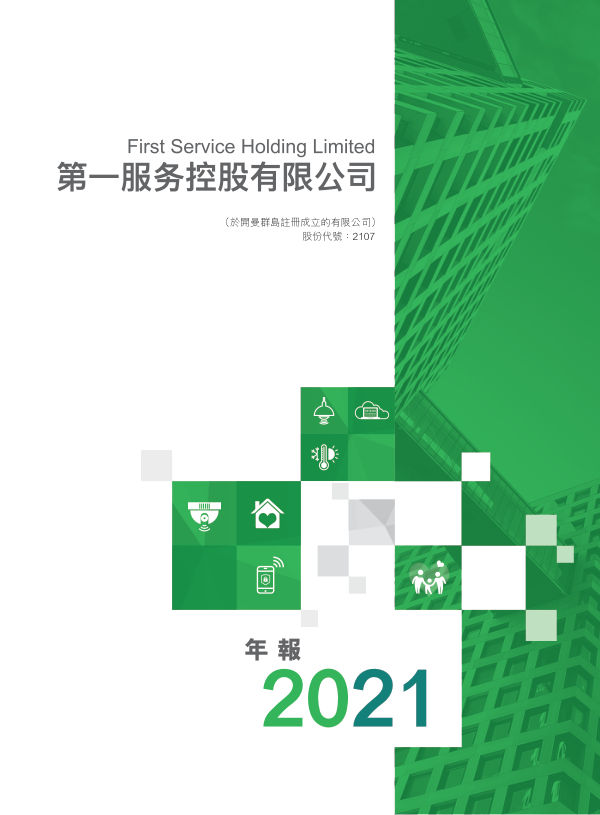 First Service Holding Limited
第一服务控股有限公司
（於開曼群島註冊成立的有限公司）
股份代號：2107
年報
2021